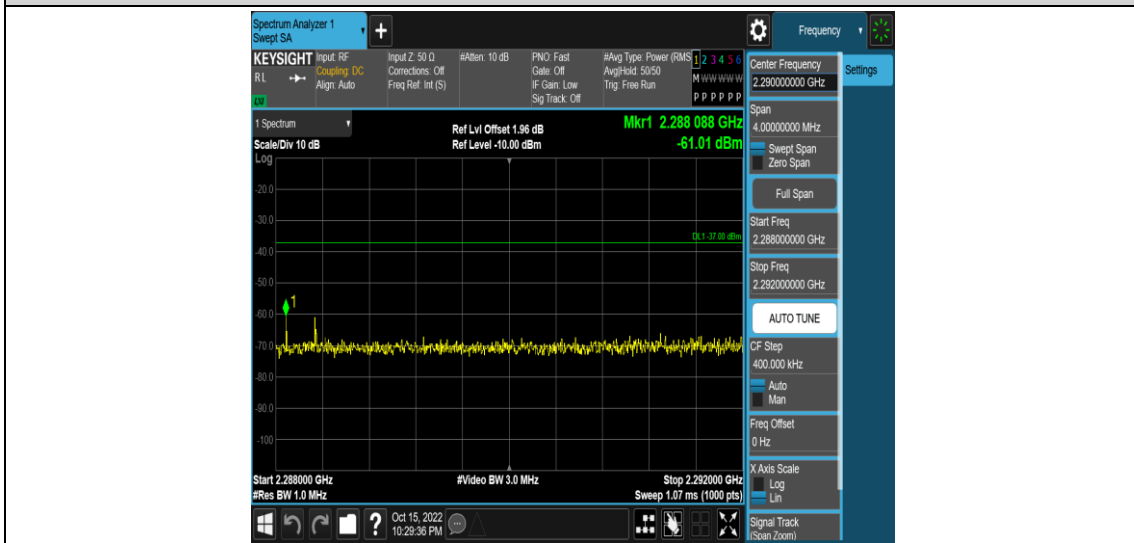 Spectrum Analyzer 1
Swept SA
+
Frequency
KEYSIGHT
RL
LXI
Input: RF
Coupling: DC
Align: Auto
Input Z: 50 Ω
Corrections: Off
Freq Ref: Int (S)
#Atten: 10 dB
PNO: Fast
Gate: Off
IF Gain: Low
Sig Track: Off
#Avg Type: Power (RMS
Avg|Hold: 50/50
Trig: Free Run
1 2 3 4 5 6
M W W W W W
P P P P P P
Center Frequency
2.290000000 GHz
Settings
Span
4.00000000 MHz
Swept Span
Zero Span
Full Span
Start Freq
2.288000000 GHz
Stop Freq
2.292000000 GHz
AUTO TUNE
CF Step
400.000 kHz
Auto
Man
Freq Offset
0 Hz
X Axis Scale
Log
Lin
Signal Track
(Span Zoom)
1 Spectrum
Scale/Div 10 dB
Log
Ref Lvl Offset 1.96 dB
Ref Level -10.00 dBm
Mkr1 2.288 088 GHz
-61.01 dBm
-20.0
-30.0
DL1 -37.00 dBm
-40.0
-50.0
1
-60.0
-70.0
-80.0
-90.0
-100
Start 2.288000 GHz
#Res BW 1.0 MHz
#Video BW 3.0 MHz
Stop 2.292000 GHz
Sweep 1.07 ms (1000 pts)
?
Oct 15, 2022
10:29:36 PM